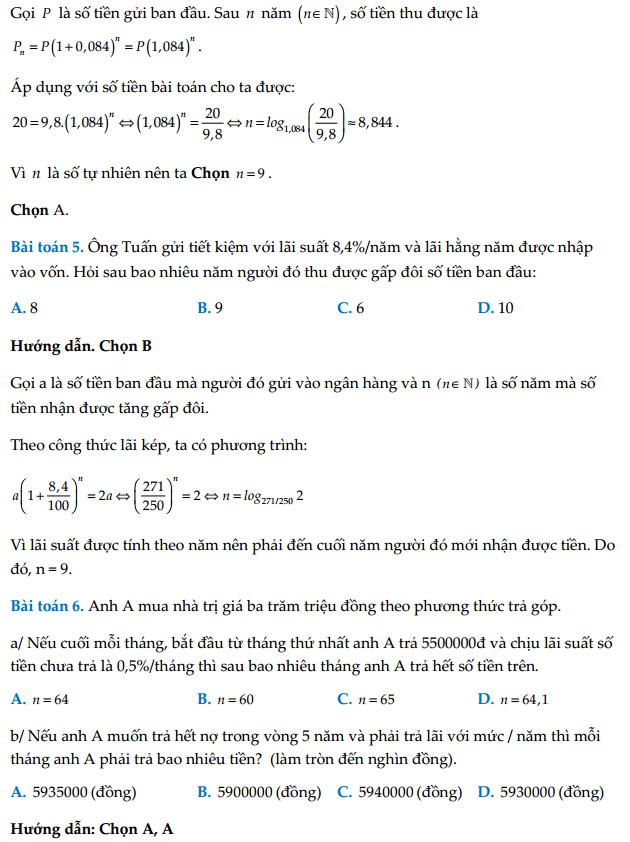 Gọi P là số tiền gửi ban đầu. Sau n năm (n∈ℕ), số tiền thu được là
Pₙ = P(1+0,084)ⁿ = P(1,084)ⁿ.
Áp dụng với số tiền bài toán cho ta được:
20 = 9,8.(1,084)ⁿ ⇔ (1,084)ⁿ = 20/9,8 ⇔ n = log₁,₀₈₄(20/9,8) ≈ 8,844.
Vì n là số tự nhiên nên ta Chọn n = 9.
Chọn A.
Bài toán 5. Ông Tuấn gửi tiết kiệm với lãi suất 8,4%/năm và lãi hằng năm được nhập
vào vốn. Hỏi sau bao nhiêu năm người đó thu được gấp đôi số tiền ban đầu:
A. 8 B. 9 C. 6 D. 10
Hướng dẫn. Chọn B
Gọi a là số tiền ban đầu mà người đó gửi vào ngân hàng và n (n∈ℕ) là số năm mà số
tiền nhận được tăng gấp đôi.
Theo công thức lãi kép, ta có phương trình:
a(1+8,4/100)ⁿ = 2a ⇔ (271/250)ⁿ = 2 ⇔ n = log₂₇₁/₂₅₀ 2
Vì lãi suất được tính theo năm nên phải đến cuối năm người đó mới nhận được tiền. Do
đó, n = 9.
Bài toán 6. Anh A mua nhà trị giá ba trăm triệu đồng theo phương thức trả góp.
a/ Nếu cuối mỗi tháng, bắt đầu từ tháng thứ nhất anh A trả 5500000đ và chịu lãi suất số
tiền chưa trả là 0,5%/tháng thì sau bao nhiêu tháng anh A trả hết số tiền trên.
A. n = 64 B. n = 60 C. n = 65 D. n = 64,1
b/ Nếu anh A muốn trả hết nợ trong vòng 5 năm và phải trả lãi với mức / năm thì mỗi
tháng anh A phải trả bao nhiêu tiền? (làm tròn đến nghìn đồng).
A. 5935000 (đồng) B. 5900000 (đồng) C. 5940000 (đồng) D. 5930000 (đồng)
Hướng dẫn: Chọn A, A